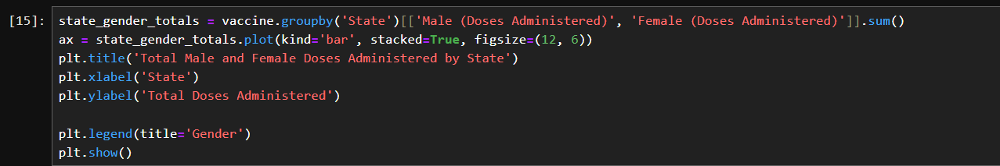 [15]: state_gender_totals = vaccine.groupby('State')[['Male (Doses Administered)', 'Female (Doses Administered)']].sum()
ax = state_gender_totals.plot(kind='bar', stacked=True, figsize=(12, 6))
plt.title('Total Male and Female Doses Administered by State')
plt.xlabel('State')
plt.ylabel('Total Doses Administered')
plt.legend(title='Gender')
plt.show()